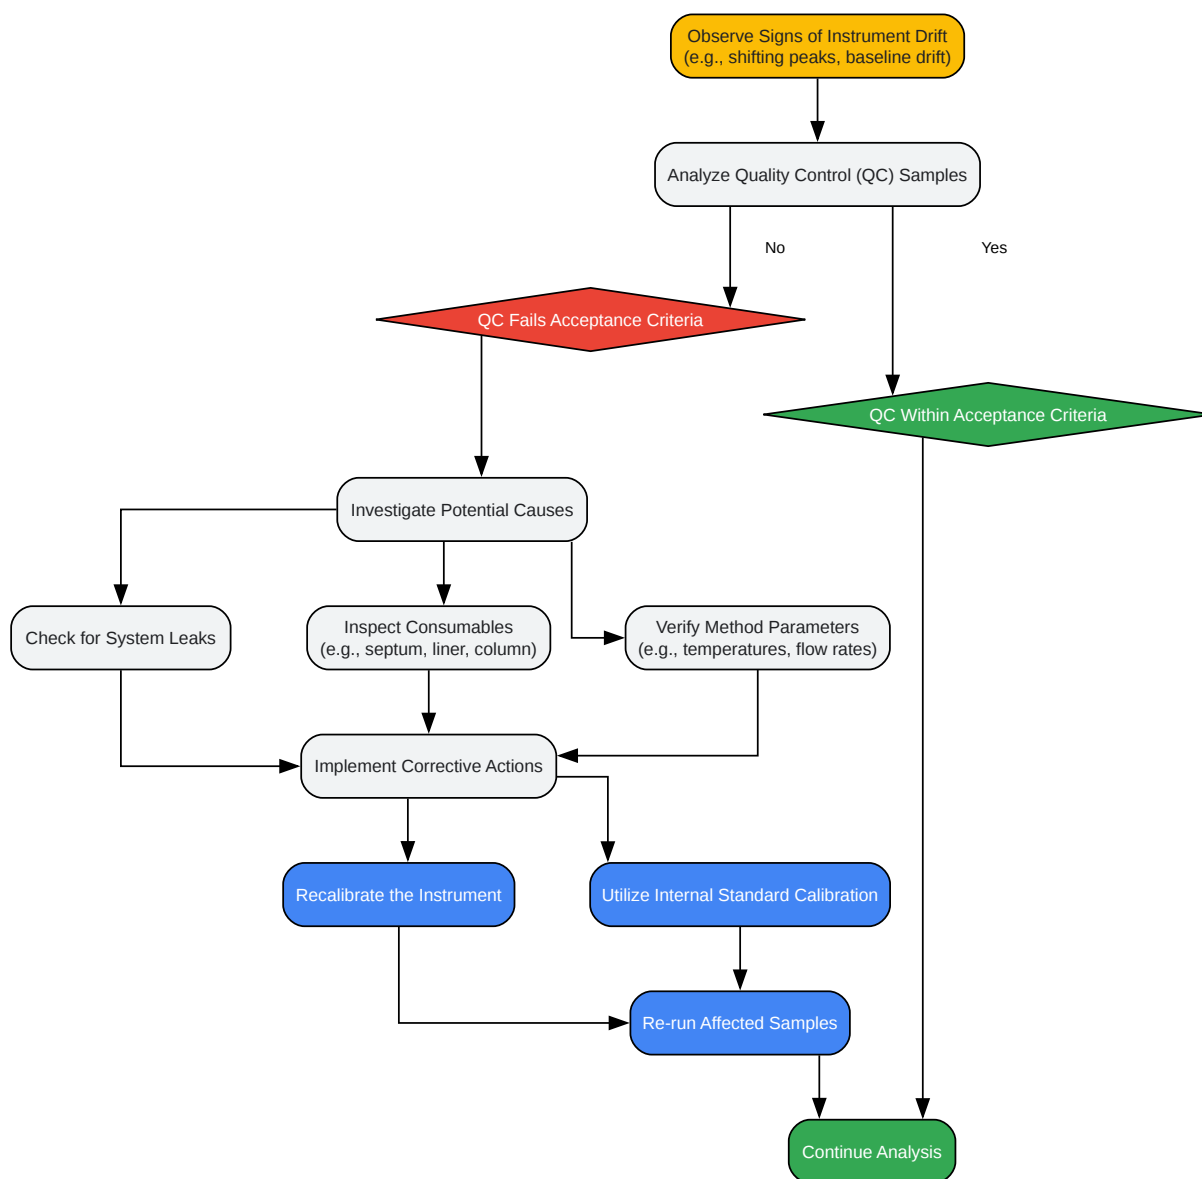 Observe Signs of Instrument Drift
(e.g., shifting peaks, baseline drift)
Analyze Quality Control (QC) Samples
No
Yes
QC Fails Acceptance Criteria
QC Within Acceptance Criteria
Investigate Potential Causes
Check for System Leaks
Inspect Consumables
(e.g., septum, liner, column)
Verify Method Parameters
(e.g., temperatures, flow rates)
Implement Corrective Actions
Recalibrate the Instrument
Utilize Internal Standard Calibration
Re-run Affected Samples
Continue Analysis